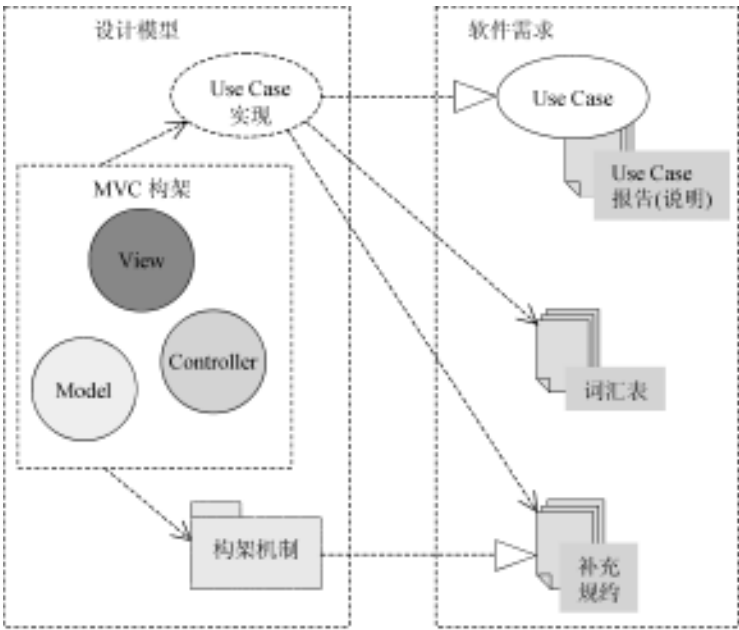 设计模型
软件需求
Use Case
实现
Use Case
Use Case
报告(说明)
MVC 构架
View
Controller
Model
词汇表
构架机制
补充
规约